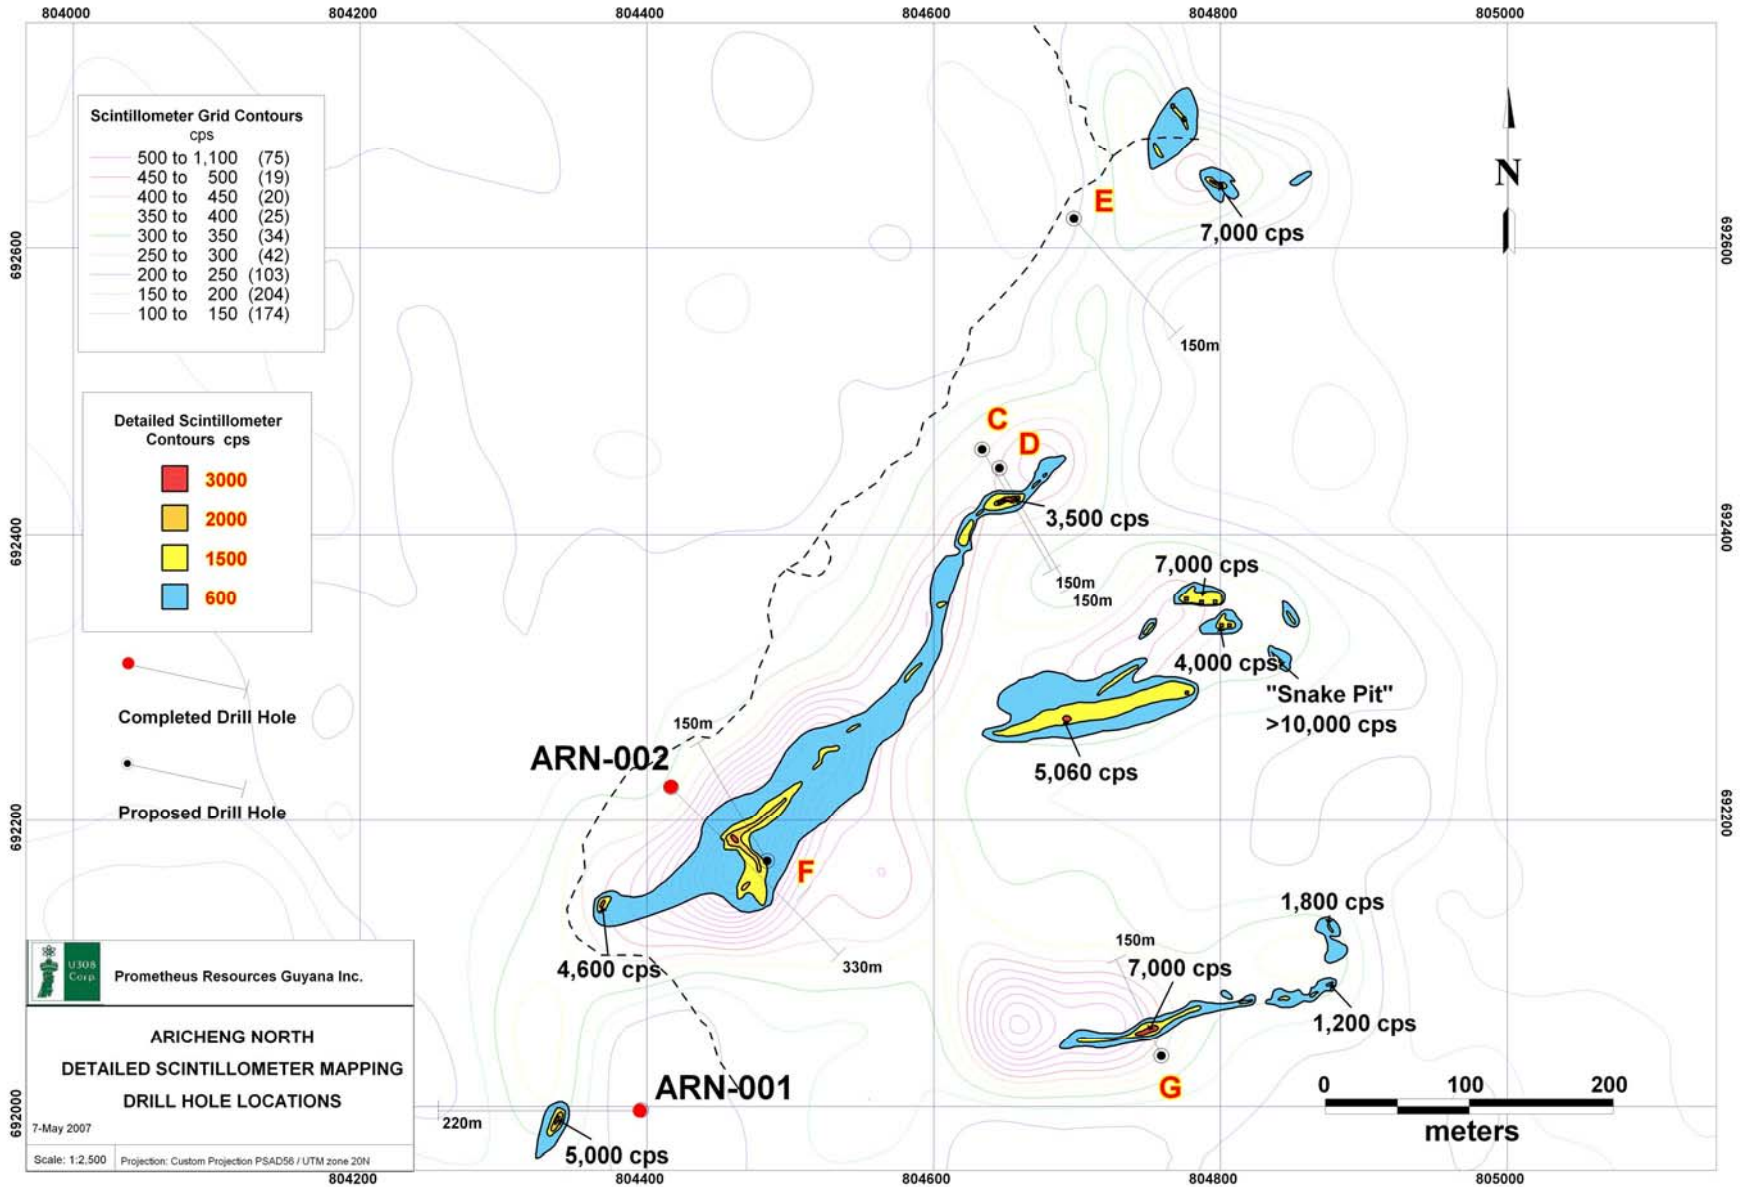 804000 804200 804400 804600 804800 805000
Scintillometer Grid Contours
cps
500 to 1,100 (75)
450 to 500 (19)
400 to 450 (20)
350 to 400 (25)
300 to 350 (34)
250 to 300 (42)
200 to 250 (103)
150 to 200 (204)
100 to 150 (174)
Detailed Scintillometer
Contours cps
3000
2000
1500
600
Completed Drill Hole
Proposed Drill Hole
N
E
7,000 cps
692600
692600
150m
C
D
3,500 cps
692400
692400
150m
150m
7,000 cps
4,000 cps
"Snake Pit"
>10,000 cps
5,060 cps
150m
ARN-002
692200
692200
F
330m
4,600 cps
1,800 cps
150m
7,000 cps
1,200 cps
G
ARN-001
220m
5,000 cps
692000
692000
0 100 200
meters
U3O8
Corp.
Prometheus Resources Guyana Inc.
ARICHENG NORTH
DETAILED SCINTILLOMETER MAPPING
DRILL HOLE LOCATIONS
7-May 2007
Scale: 1:2,500 Projection: Custom Projection PSAD56 / UTM zone 20N
804200 804400 804600 804800 805000